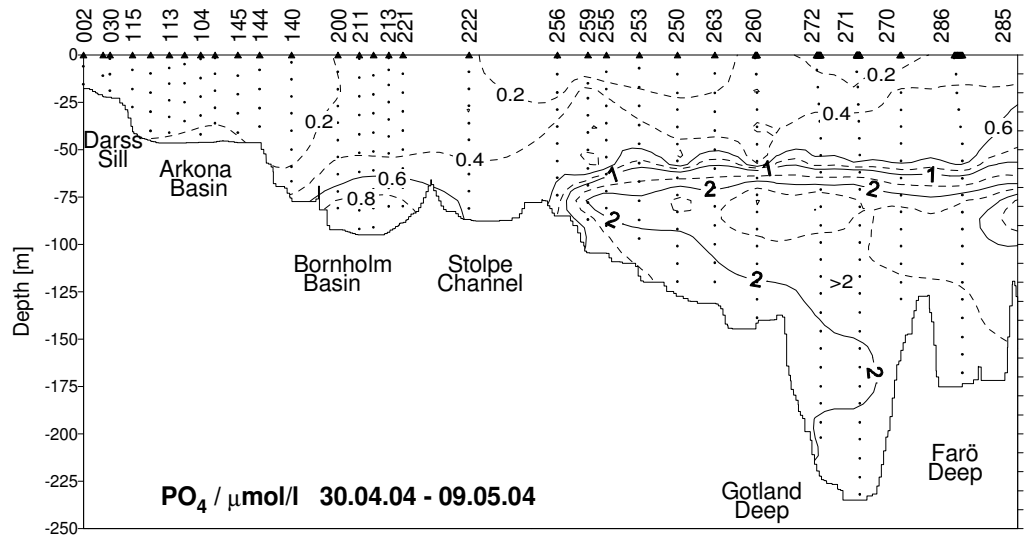 002 030 115 113 104 145 144 140 200 211 213 221 222 256 259 255 253 250 263 260 272 271 270 286 285
0
-25
-50
-75
-100
-125
-150
-175
-200
-225
-250
Depth [m]
0.2
0.2
0.2
0.4
0.4
0.6
0.6
0.8
1
1
1
2
2
2
2
2
>2
Darss
Sill
Arkona
Basin
Bornholm
Basin
Stolpe
Channel
Gotland
Deep
Farö
Deep
PO4 / μmol/l 30.04.04 - 09.05.04